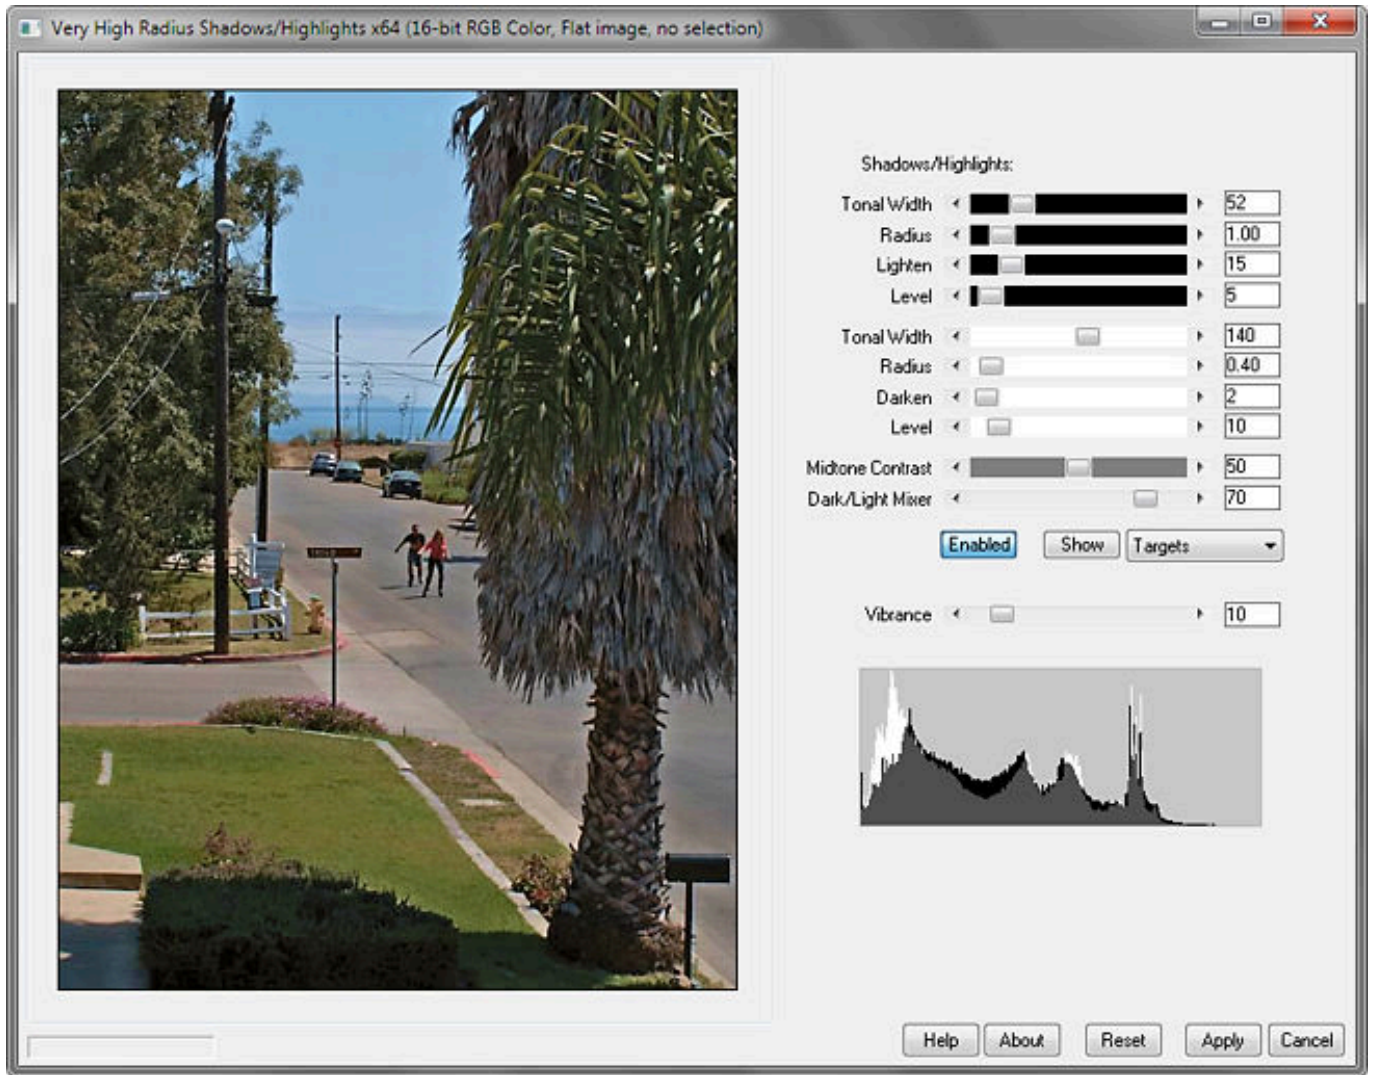 Very High Radius Shadows/Highlights x64 (16-bit RGB Color, Flat image, no selection)
Shadows/Highlights:
Tonal Width 52
Radius 1.00
Lighten 15
Level 5
Tonal Width 140
Radius 0.40
Darken 2
Level 10
Midtone Contrast 50
Dark/Light Mixer 70
Enabled Show Targets
Vibrance 10
Help About Reset Apply Cancel